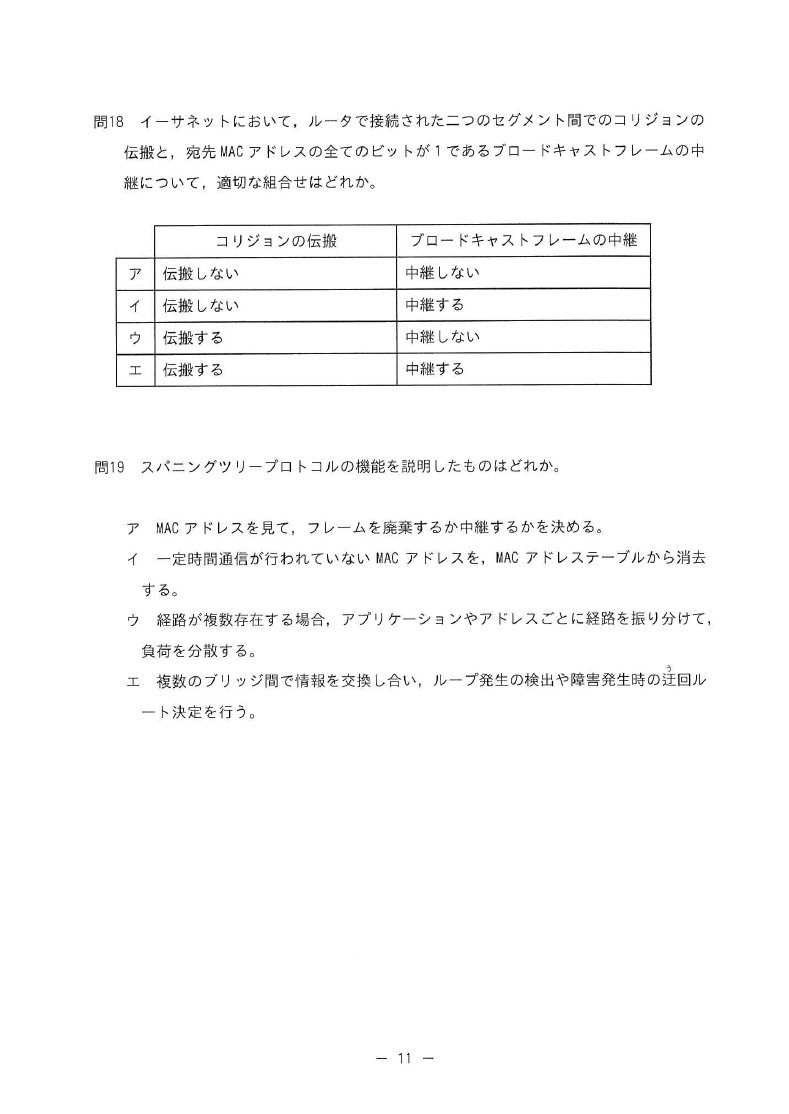 問18 イーサネットにおいて，ルータで接続された二つのセグメント間でのコリジョンの
伝搬と，宛先 MAC アドレスの全てのビットが 1 であるブロードキャストフレームの中
継について，適切な組合せはどれか。
コリジョンの伝搬 ブロードキャストフレームの中継
ア 伝搬しない 中継しない
イ 伝搬しない 中継する
ウ 伝搬する 中継しない
エ 伝搬する 中継する
問19 スパニングツリープロトコルの機能を説明したものはどれか。
ア MAC アドレスを見て，フレームを廃棄するか中継するかを決める。
イ 一定時間通信が行われていない MAC アドレスを，MAC アドレステーブルから消去
する。
ウ 経路が複数存在する場合，アプリケーションやアドレスごとに経路を振り分けて，
負荷を分散する。
う
エ 複数のブリッジ間で情報を交換し合い，ループ発生の検出や障害発生時の迂回ル
ート決定を行う。
― 11 ―